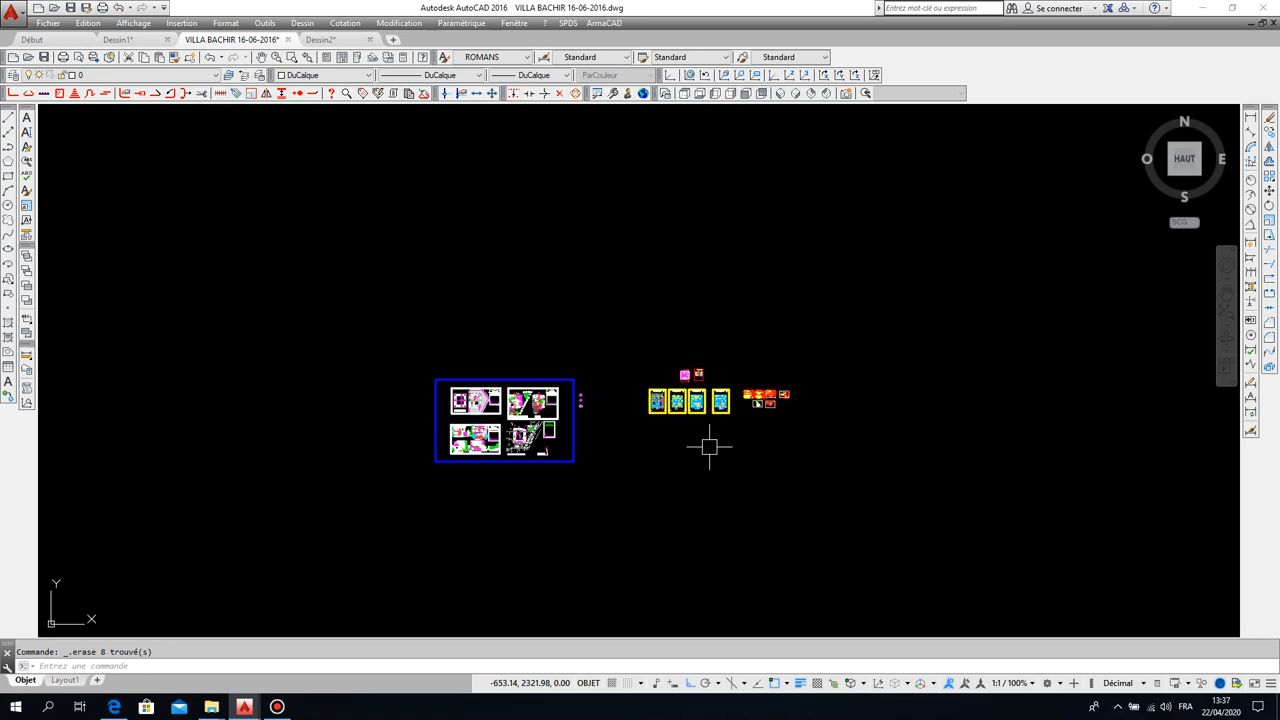 Autodesk AutoCAD 2016 VILLA BACHIR 16-06-2016.dwg
Entrez mot-clé ou expression
Se connecter
Fichier Edition Affichage Insertion Format Outils Dessin Cotation Modification Paramétrique Fenêtre ? SPDS ArmaCAD
Début Dessin1* VILLA BACHIR 16-06-2016* Dessin2*
ROMANS Standard Standard Standard
0 DuCalque DuCalque DuCalque ParCouleur
N
O HAUT E
S
SCG
Y
X
Commande: _.erase 8 trouvé(s)
Entrez une commande
Objet Layout1 + -653.14, 2321.98, 0.00 OBJET 1:1 / 100% Décimal
FRA
13:37
22/04/2020